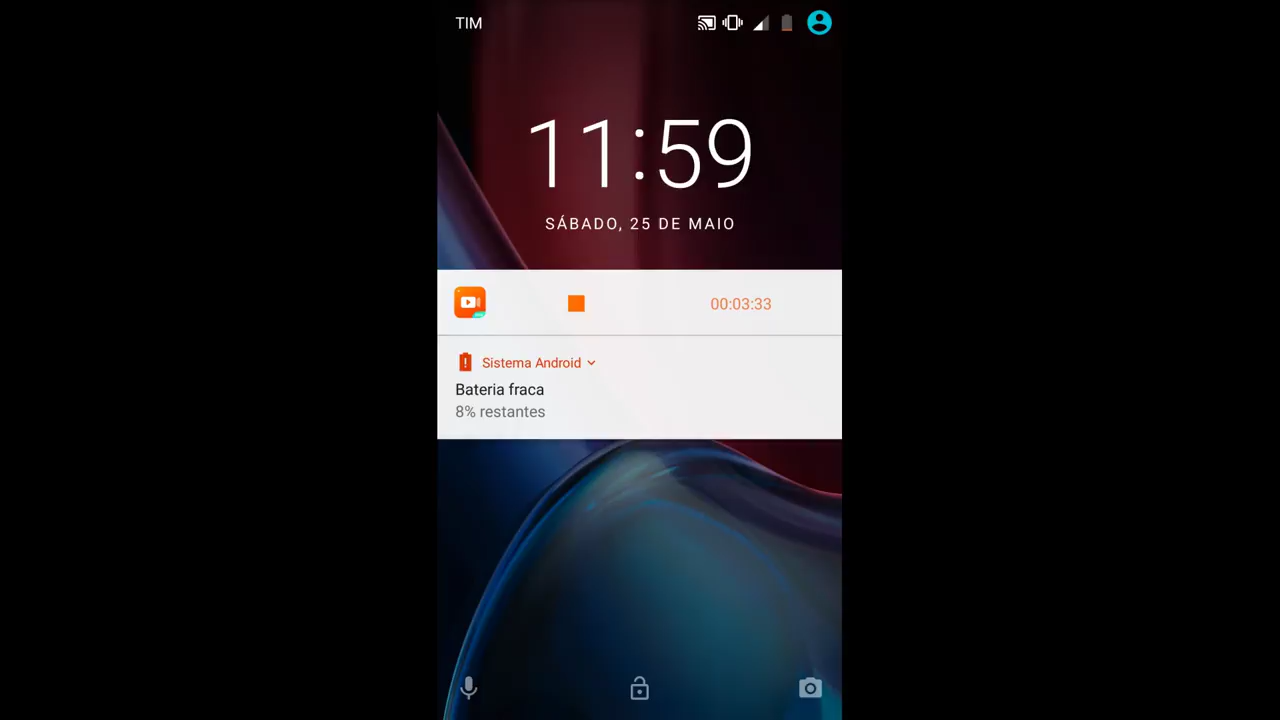 TIM
11:59
SÁBADO, 25 DE MAIO
00:03:33
Sistema Android
Bateria fraca
8% restantes